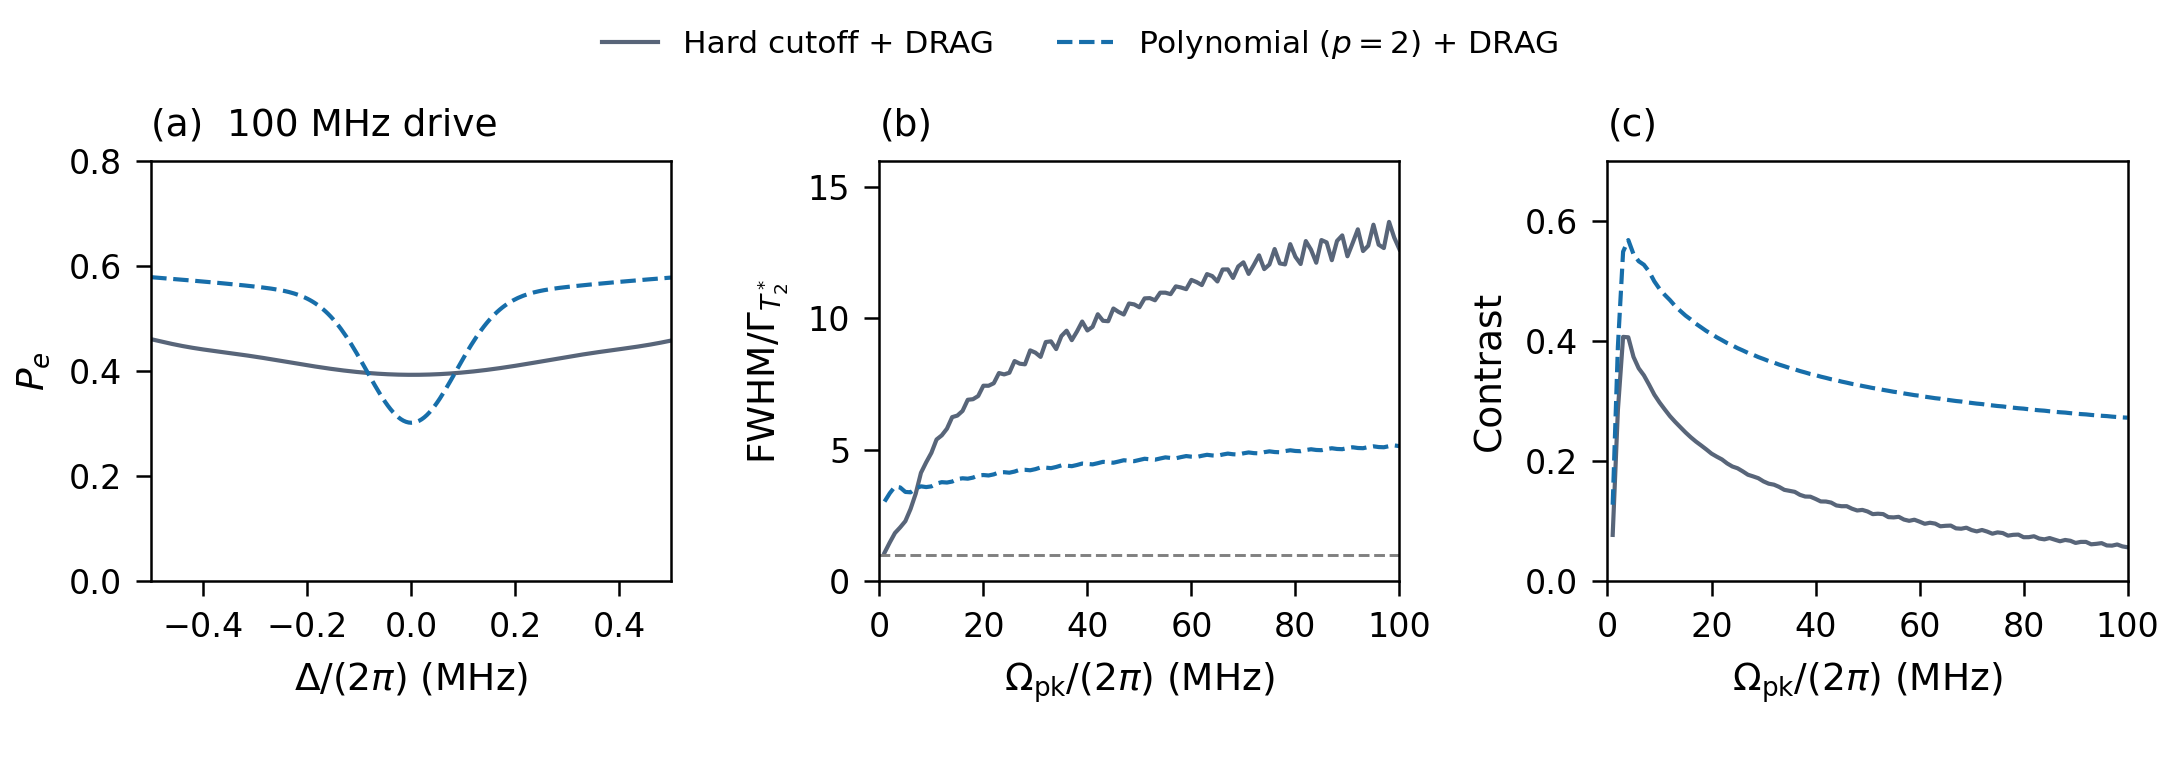 Hard cutoff + DRAG
Polynomial (p = 2) + DRAG
(a) 100 MHz drive
0.8
0.6
0.4
0.2
0.0
P_e
−0.4 −0.2 0.0 0.2 0.4
Δ/(2π) (MHz)
(b)
15
10
5
0
FWHM/Γ_{T_2^*}
0 20 40 60 80 100
Ω_pk/(2π) (MHz)
(c)
0.6
0.4
0.2
0.0
Contrast
0 20 40 60 80 100
Ω_pk/(2π) (MHz)